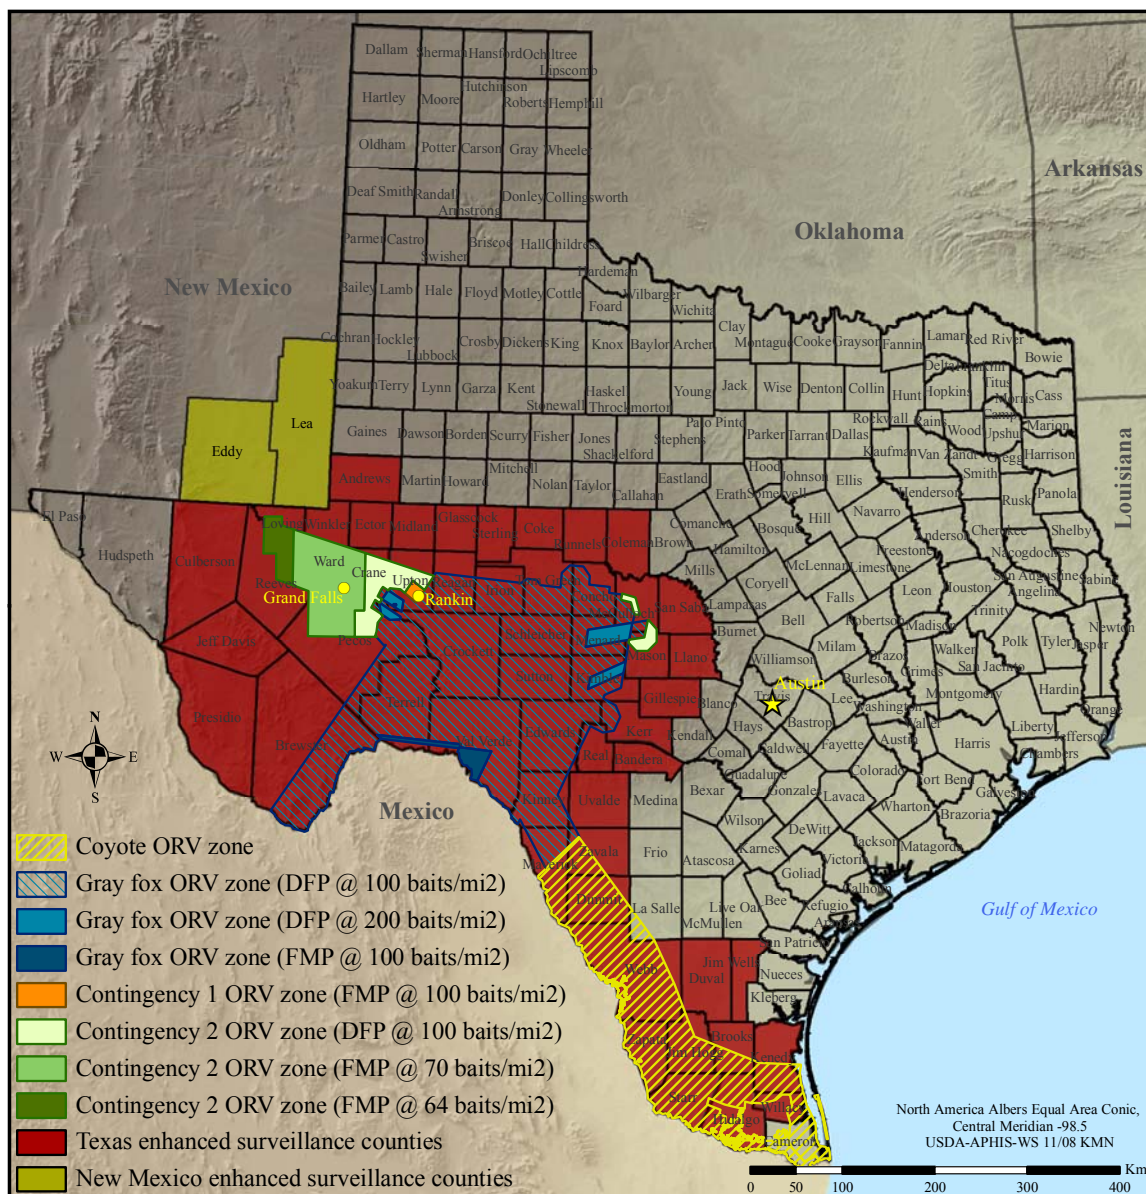 Dallam Sherman Hansford Ochiltree
Lipscomb
Hutchinson
Hartley Moore Roberts Hemphill
Oldham Potter Carson Gray Wheeler
Arkansas
Deaf Smith Randall Donley Collingsworth
Armstrong
Oklahoma
Parmer Castro Briscoe Hall Childress
Swisher
Hardeman
New Mexico
Bailey Lamb Hale Floyd Motley Cottle
Foard Wilbarger Wichita
Cochran Hockley Lubbock Crosby Dickens King Knox Baylor Archer
Clay Montague Cooke Grayson Fannin Lamar Red River Bowie
Delta Franklin Titus Morris Cass
Yoakum Terry Lynn Garza Kent Stonewall Haskel Throckmorton Young Jack Wise Denton Collin Hunt Hopkins
Camp Marion
Lea
Eddy
Gaines Dawson Borden Scurry Fisher Jones Shackelford Stephens Palo Pinto Parker Tarrant Dallas Rockwall Rains Wood Upshur
Kaufman Van Zandt Gregg Harrison
Louisiana
Andrews Martin Howard Mitchell Nolan Taylor Callahan Eastland Erath Hood Somervell Johnson Ellis Henderson Smith Rusk Panola
El Paso Hudspeth Culberson Loving Winkler Ector Midland Glasscock Sterling Coke Runnels Coleman Brown Comanche Bosque Hill Navarro Anderson Cherokee Shelby
Hamilton Freestone Nacogdoches
Reeves Ward Crane Upton Reagan Irion Tom Green Concho McCulloch San Saba Mills Coryell McLennan Limestone Leon Houston San Augustine Sabine
Angelina
Grand Falls Rankin
Lampasas Falls Trinity
Burnet Bell Robertson Madison Polk Tyler Jasper Newton
Jeff Davis Pecos Crockett Schleicher Menard Mason Llano Williamson Milam Brazos Grimes Walker San Jacinto
Sutton Kimble Burleson Montgomery Hardin
Presidio Brewster Terrell Val Verde Edwards Gillespie Blanco Travis Austin Lee Washington Orange
Kerr Kendall Hays Bastrop Waller Liberty Jefferson
Real Bandera Comal Caldwell Fayette Austin Harris Chambers
N
W E
S
Kinney Uvalde Medina Bexar Guadalupe Gonzales Colorado Fort Bend Galveston
Mexico
Lavaca Wharton Brazoria
Wilson DeWitt
Maverick Zavala Frio Atascosa Karnes Jackson Matagorda
Goliad Victoria
Dimmit La Salle McMullen Live Oak Bee Refugio Calhoun
Gulf of Mexico
San Patricio
Webb Duval Jim Wells Nueces
Kleberg
Zapata Jim Hogg Brooks Kenedy
Starr Hidalgo Willacy
Cameron
Coyote ORV zone
Gray fox ORV zone (DFP @ 100 baits/mi2)
Gray fox ORV zone (DFP @ 200 baits/mi2)
Gray fox ORV zone (FMP @ 100 baits/mi2)
Contingency 1 ORV zone (FMP @ 100 baits/mi2)
Contingency 2 ORV zone (DFP @ 100 baits/mi2)
Contingency 2 ORV zone (FMP @ 70 baits/mi2)
Contingency 2 ORV zone (FMP @ 64 baits/mi2)
Texas enhanced surveillance counties
New Mexico enhanced surveillance counties
North America Albers Equal Area Conic,
Central Meridian -98.5
USDA-APHIS-WS 11/08 KMN
Km
0 50 100 200 300 400